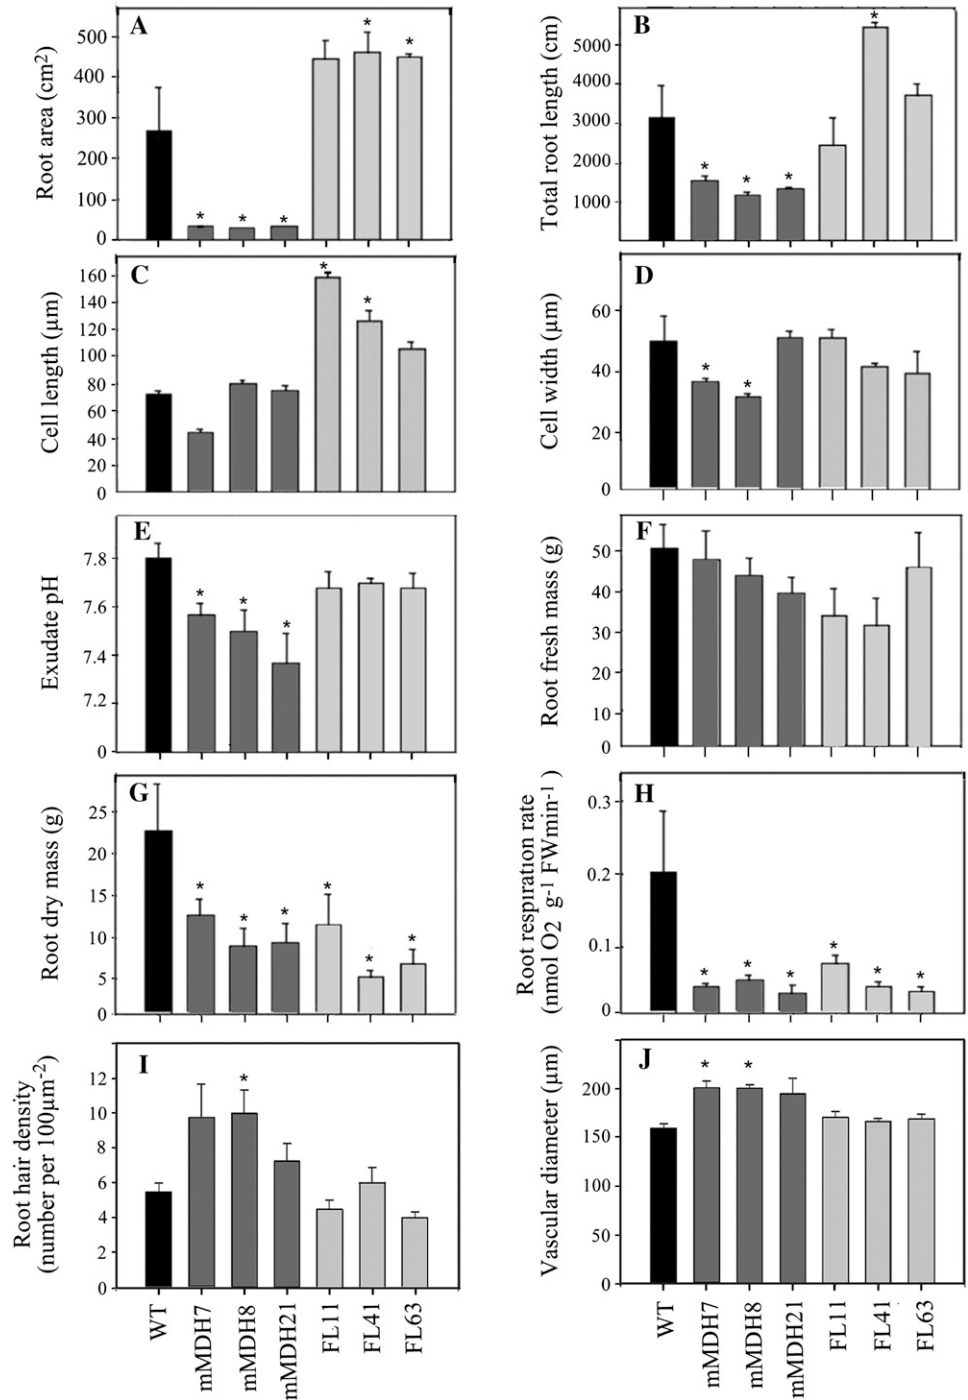 A
Root area (cm2)
500
400
300
200
100
0
*
*
*
*
*
B
Total root length (cm)
5000
4000
3000
2000
1000
*
*
*
*
C
Cell length (µm)
160
140
120
100
80
60
40
20
0
*
*
D
Cell width (µm)
60
40
20
0
*
*
E
Exudate pH
7.8
7.6
7.4
7.2
0
*
*
*
F
Root fresh mass (g)
50
40
30
20
10
0
G
Root dry mass (g)
25
20
15
10
5
0
*
*
*
*
*
*
H
Root respiration rate
(nmol O2 g-1 FWmin-1 )
0.3
0.2
0.1
0
*
*
*
*
*
*
I
Root hair density
(number per 100µm-2)
12
10
8
6
4
2
0
*
J
Vascular diameter (µm)
200
150
100
50
0
*
*
WT
mMDH7
mMDH8
mMDH21
FL11
FL41
FL63
WT
mMDH7
mMDH8
mMDH21
FL11
FL41
FL63